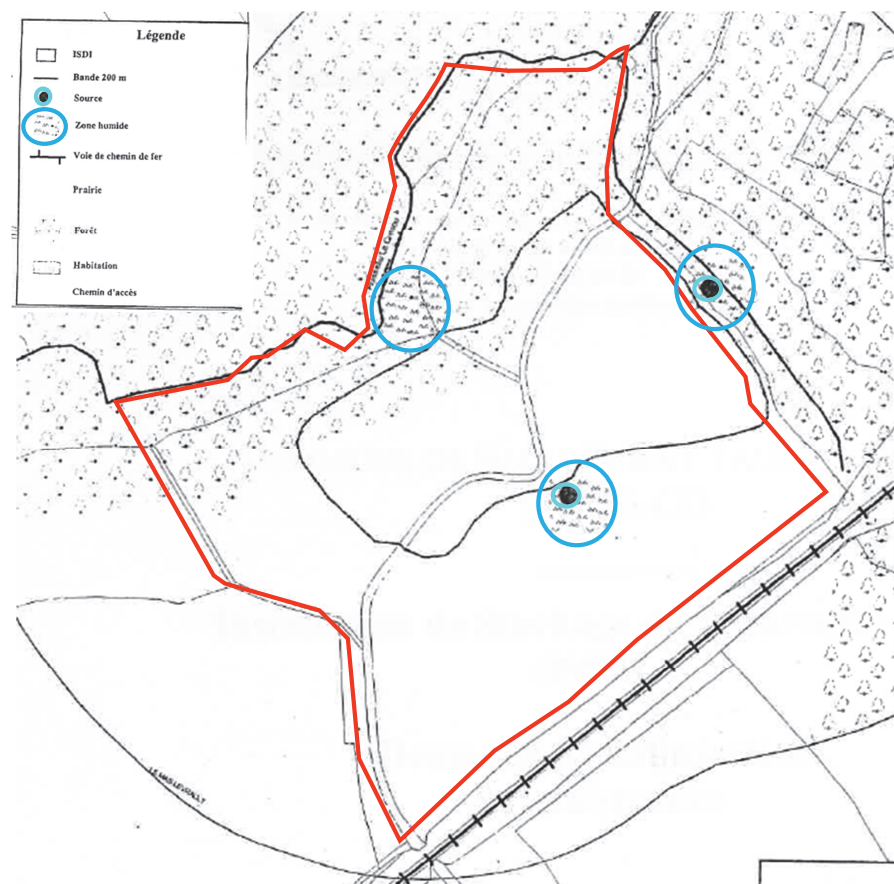 Légende
ISDI
Bande 200 m
Source
Zone humide
Voie de chemin de fer
Prairie
Forêt
Habitation
Chemin d'accès